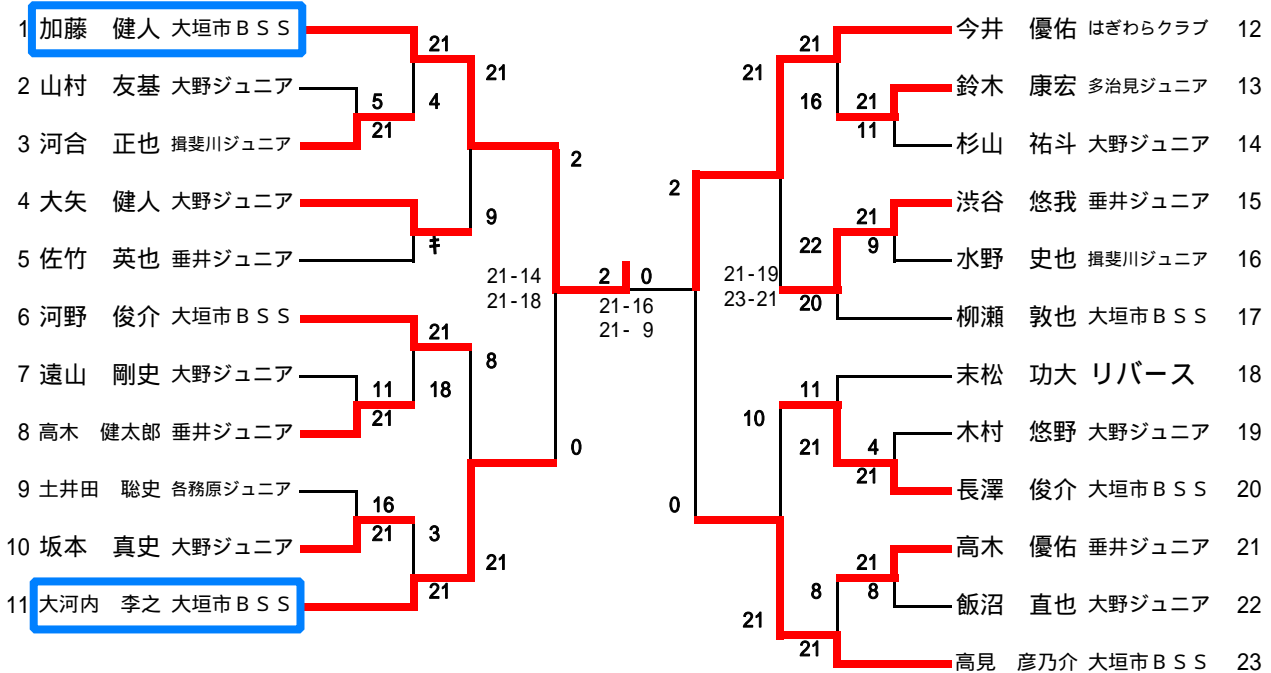 1 加藤　健人 大垣市ＢＳＳ
2 山村　友基 大野ジュニア
3 河合　正也 揖斐川ジュニア
4 大矢　健人 大野ジュニア
5 佐竹　英也 垂井ジュニア
6 河野　俊介 大垣市ＢＳＳ
7 遠山　剛史 大野ジュニア
8 高木　健太郎 垂井ジュニア
9 土井田　聡史 各務原ジュニア
10 坂本　真史 大野ジュニア
11 大河内　李之 大垣市ＢＳＳ
21
5
21
4
21
キ
9
21
11
21
18
8
16
21
3
21
21
2
21-14
21-18
0
2 0
21-16
21- 9
2
21-19
23-21
0
21
21
16
21
11
22
21
9
20
10
11
21
4
21
21
8
21
8
21
今井　優佑 はぎわらクラブ 12
鈴木　康宏 多治見ジュニア 13
杉山　祐斗 大野ジュニア 14
渋谷　悠我 垂井ジュニア 15
水野　史也 揖斐川ジュニア 16
柳瀬　敦也 大垣市ＢＳＳ 17
末松　功大 リバース 18
木村　悠野 大野ジュニア 19
長澤　俊介 大垣市ＢＳＳ 20
高木　優佑 垂井ジュニア 21
飯沼　直也 大野ジュニア 22
高見　彦乃介 大垣市ＢＳＳ 23